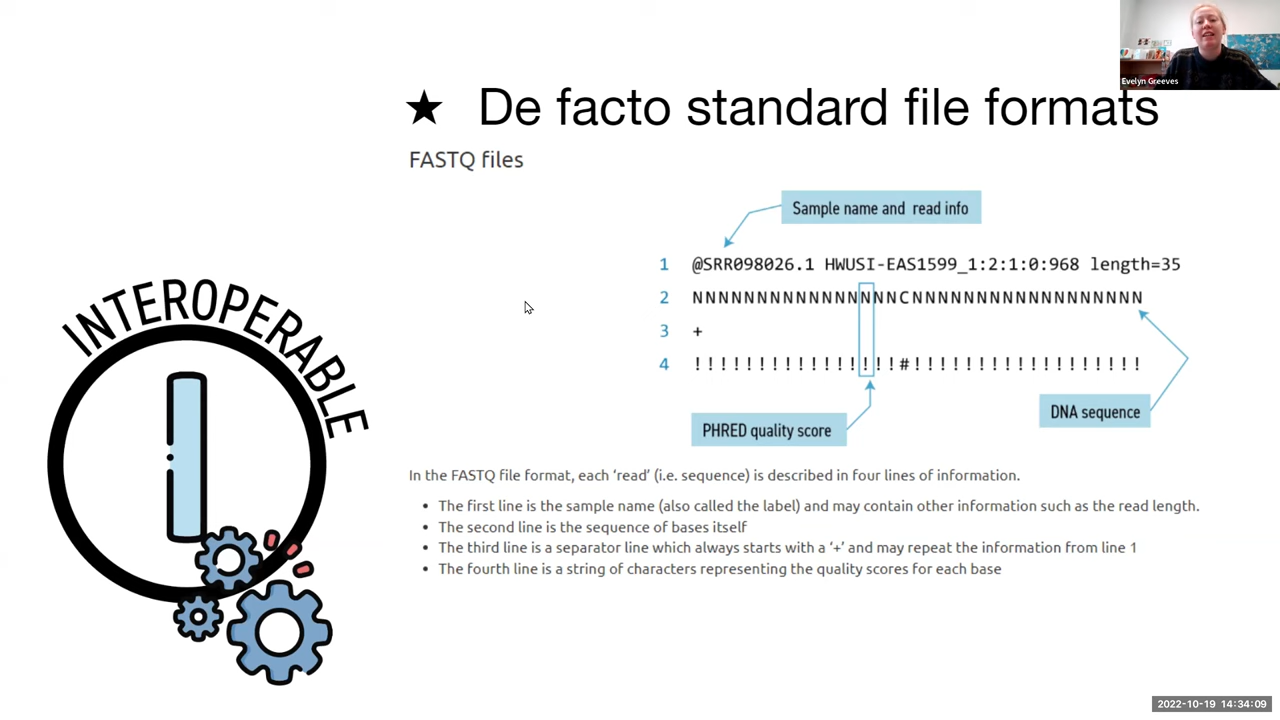 Evelyn Greeves
★ De facto standard file formats
FASTQ files
Sample name and read info
1 @SRR098026.1 HWUSI-EAS1599_1:2:1:0:968 length=35
2 NNNNNNNNNNNNNNNNCNNNNNNNNNNNNNNNNNN
3 +
4 !!!!!!!!!!!!!!!!#!!!!!!!!!!!!!!!!!!
PHRED quality score
DNA sequence
INTEROPERABLE
I
In the FASTQ file format, each ‘read’ (i.e. sequence) is described in four lines of information.
• The first line is the sample name (also called the label) and may contain other information such as the read length.
• The second line is the sequence of bases itself
• The third line is a separator line which always starts with a ‘+’ and may repeat the information from line 1
• The fourth line is a string of characters representing the quality scores for each base
2022-10-19 14:34:09